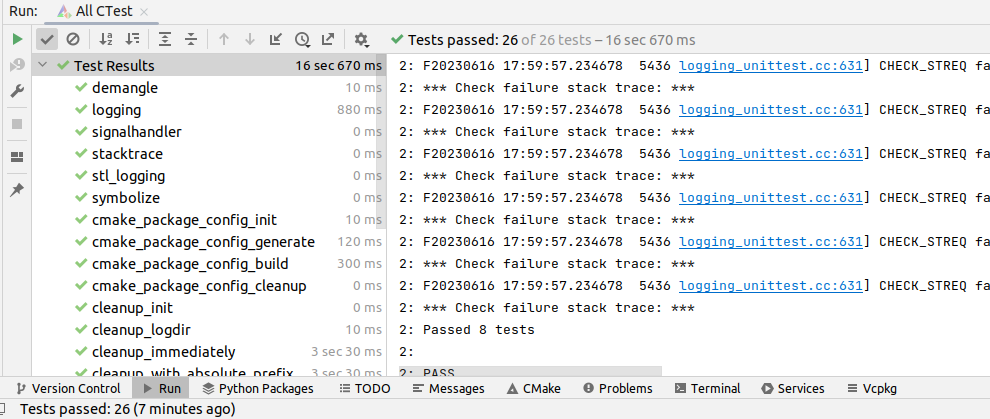 Run: All CTest ×
Tests passed: 26 of 26 tests – 16 sec 670 ms
Test Results 16 sec 670 ms
demangle 10 ms
logging 880 ms
signalhandler 0 ms
stacktrace 0 ms
stl_logging 0 ms
symbolize 0 ms
cmake_package_config_init 10 ms
cmake_package_config_generate 120 ms
cmake_package_config_build 300 ms
cmake_package_config_cleanup 0 ms
cleanup_init 0 ms
cleanup_logdir 10 ms
cleanup_immediately 3 sec 30 ms
cleanup_with_absolute_prefix 3 sec 30 ms
2: F20230616 17:59:57.234678  5436 logging_unittest.cc:631] CHECK_STREQ fa
2: *** Check failure stack trace: ***
2: F20230616 17:59:57.234678  5436 logging_unittest.cc:631] CHECK_STREQ fa
2: *** Check failure stack trace: ***
2: F20230616 17:59:57.234678  5436 logging_unittest.cc:631] CHECK_STREQ fa
2: *** Check failure stack trace: ***
2: F20230616 17:59:57.234678  5436 logging_unittest.cc:631] CHECK_STREQ fa
2: *** Check failure stack trace: ***
2: F20230616 17:59:57.234678  5436 logging_unittest.cc:631] CHECK_STREQ fa
2: *** Check failure stack trace: ***
2: F20230616 17:59:57.234678  5436 logging_unittest.cc:631] CHECK_STREQ fa
2: *** Check failure stack trace: ***
2: Passed 8 tests
2:
2: PASS
Version Control Run Python Packages TODO Messages CMake Problems Terminal Services Vcpkg
Tests passed: 26 (7 minutes ago)